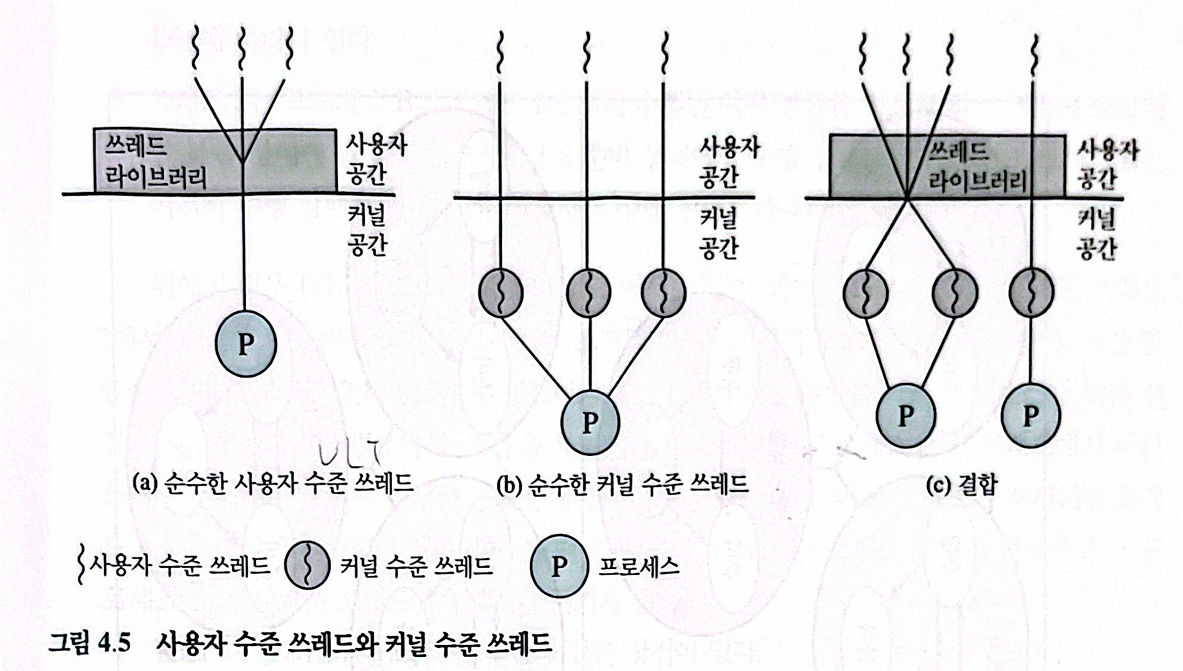 쓰레드
라이브러리
사용자
공간
커널
공간
P
사용자
공간
커널
공간
P
쓰레드
라이브러리
사용자
공간
커널
공간
P
P
ULT
(a) 순수한 사용자 수준 쓰레드
(b) 순수한 커널 수준 쓰레드
(c) 결합
사용자 수준 쓰레드
커널 수준 쓰레드
P
프로세스
그림 4.5 사용자 수준 쓰레드와 커널 수준 쓰레드